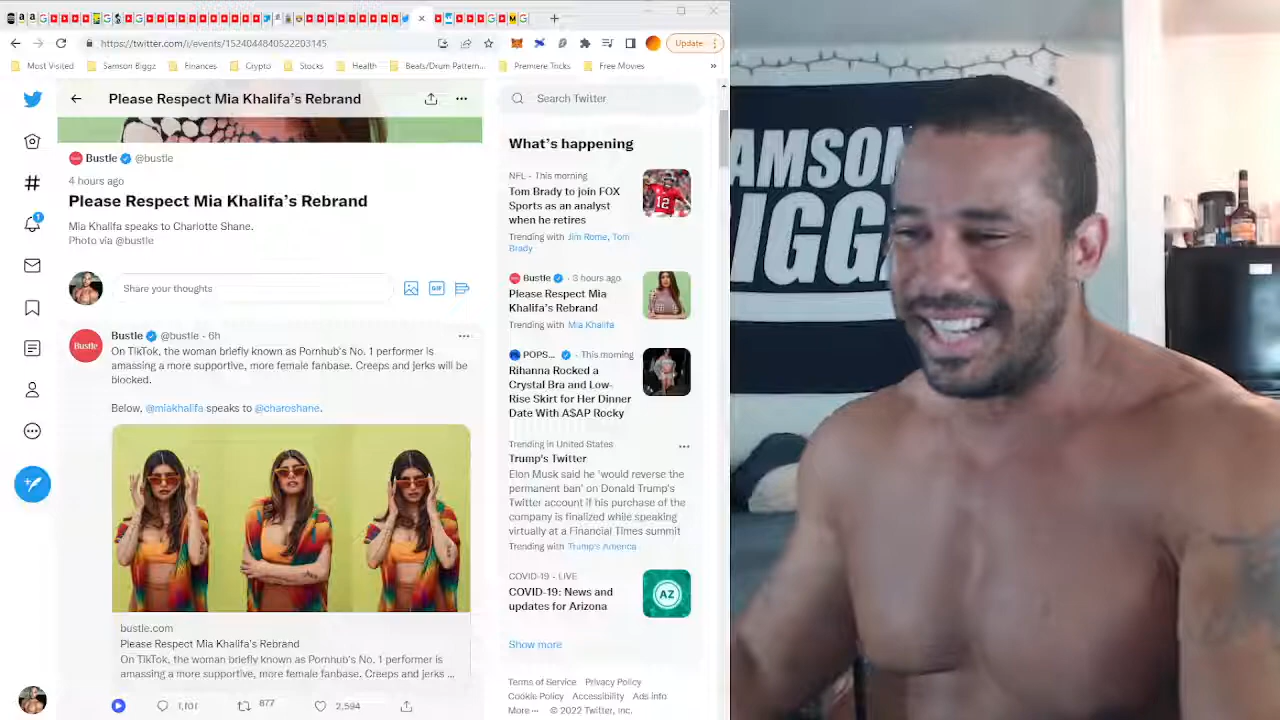 https://twitter.com/i/events/1524044840522203145
Update
Most Visited
Samson Biggz
Finances
Crypto
Stocks
Health
Beats/Drum Pattern...
Premiere Tricks
Free Movies
Please Respect Mia Khalifa's Rebrand
Bustle @bustle
4 hours ago
Please Respect Mia Khalifa's Rebrand
Mia Khalifa speaks to Charlotte Shane.
Photo via @bustle
Share your thoughts
GIF
Bustle
Bustle @bustle · 6h
On TikTok, the woman briefly known as Pornhub's No. 1 performer is
amassing a more supportive, more female fanbase. Creeps and jerks will be
blocked.
Below, @miakhalifa speaks to @charoshane.
bustle.com
Please Respect Mia Khalifa's Rebrand
On TikTok, the woman briefly known as Pornhub's No. 1 performer is
amassing a more supportive, more female fanbase. Creeps and jerks ...
877
2,594
Search Twitter
What's happening
NFL · This morning
Tom Brady to join FOX
Sports as an analyst
when he retires
Trending with Jim Rome, Tom
Brady
12
Bustle · 3 hours ago
Please Respect Mia
Khalifa's Rebrand
Trending with Mia Khalifa
POPS... · This morning
Rihanna Rocked a
Crystal Bra and Low-
Rise Skirt for Her Dinner
Date With A$AP Rocky
Trending in United States
Trump's Twitter
Elon Musk said he 'would reverse the
permanent ban' on Donald Trump's
Twitter account if his purchase of the
company is finalized while speaking
virtually at a Financial Times summit
Trending with Trump's America
COVID-19 · LIVE
COVID-19: News and
updates for Arizona
AZ
Show more
Terms of Service Privacy Policy
Cookie Policy Accessibility Ads info
More ··· © 2022 Twitter, Inc.
AMSON
IGGZ